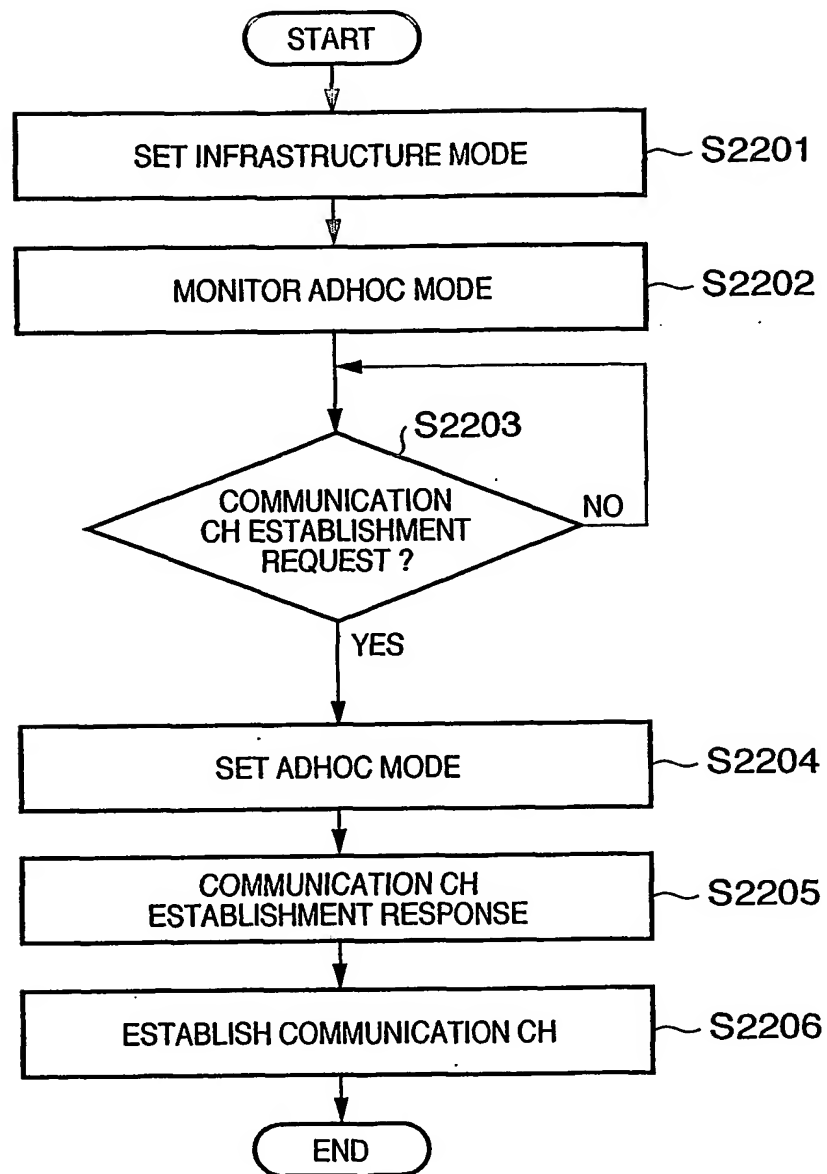 START
SET INFRASTRUCTURE MODE
S2201
MONITOR ADHOC MODE
S2202
S2203
COMMUNICATION
CH ESTABLISHMENT
REQUEST ?
NO
YES
SET ADHOC MODE
S2204
COMMUNICATION CH
ESTABLISHMENT RESPONSE
S2205
ESTABLISH COMMUNICATION CH
S2206
END